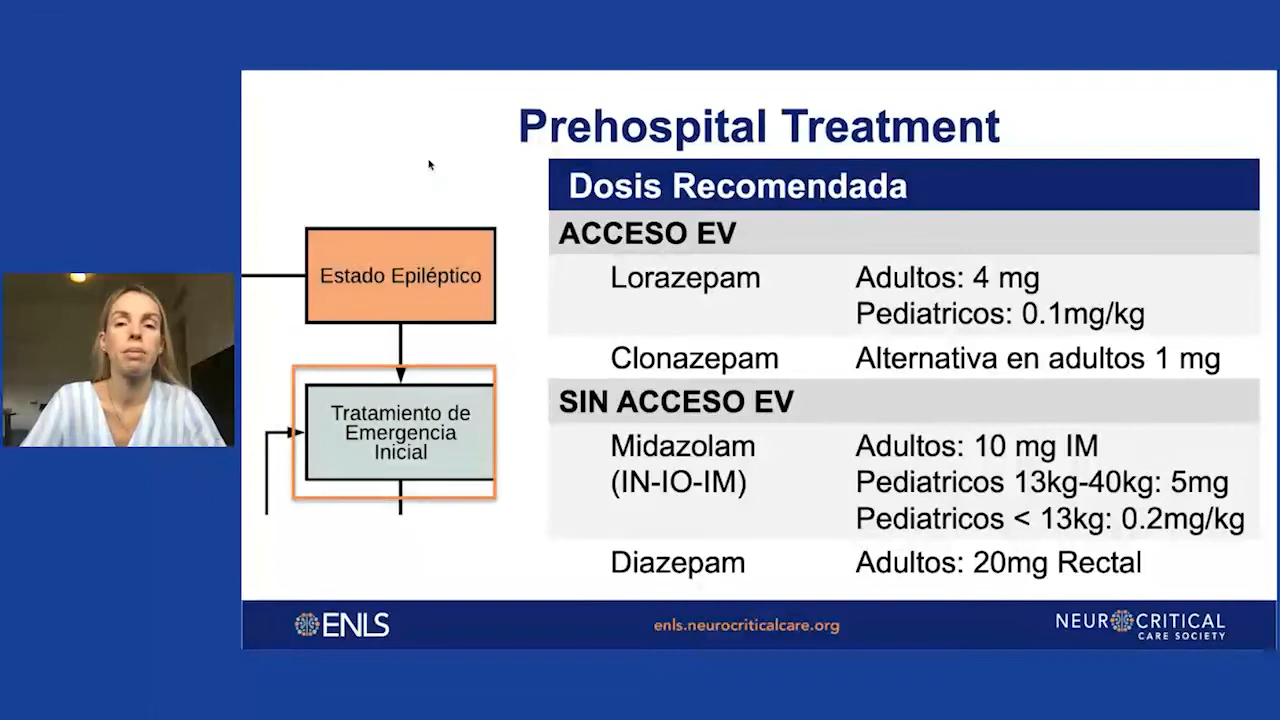 Prehospital Treatment
Estado Epiléptico
Tratamiento de
Emergencia
Inicial
Dosis Recomendada
ACCESO EV
Lorazepam Adultos: 4 mg
Pediatricos: 0.1mg/kg
Clonazepam Alternativa en adultos 1 mg
SIN ACCESO EV
Midazolam Adultos: 10 mg IM
(IN-IO-IM) Pediatricos 13kg-40kg: 5mg
Pediatricos < 13kg: 0.2mg/kg
Diazepam Adultos: 20mg Rectal
ENLS
enls.neurocriticalcare.org
NEUROCRITICAL
CARE SOCIETY